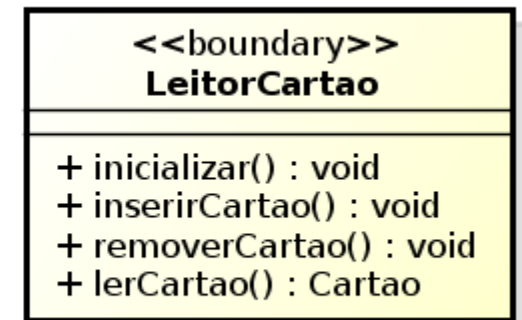 <<boundary>>
LeitorCartao
+ inicializar() : void
+ inserirCartao() : void
+ removerCartao() : void
+ lerCartao() : Cartao